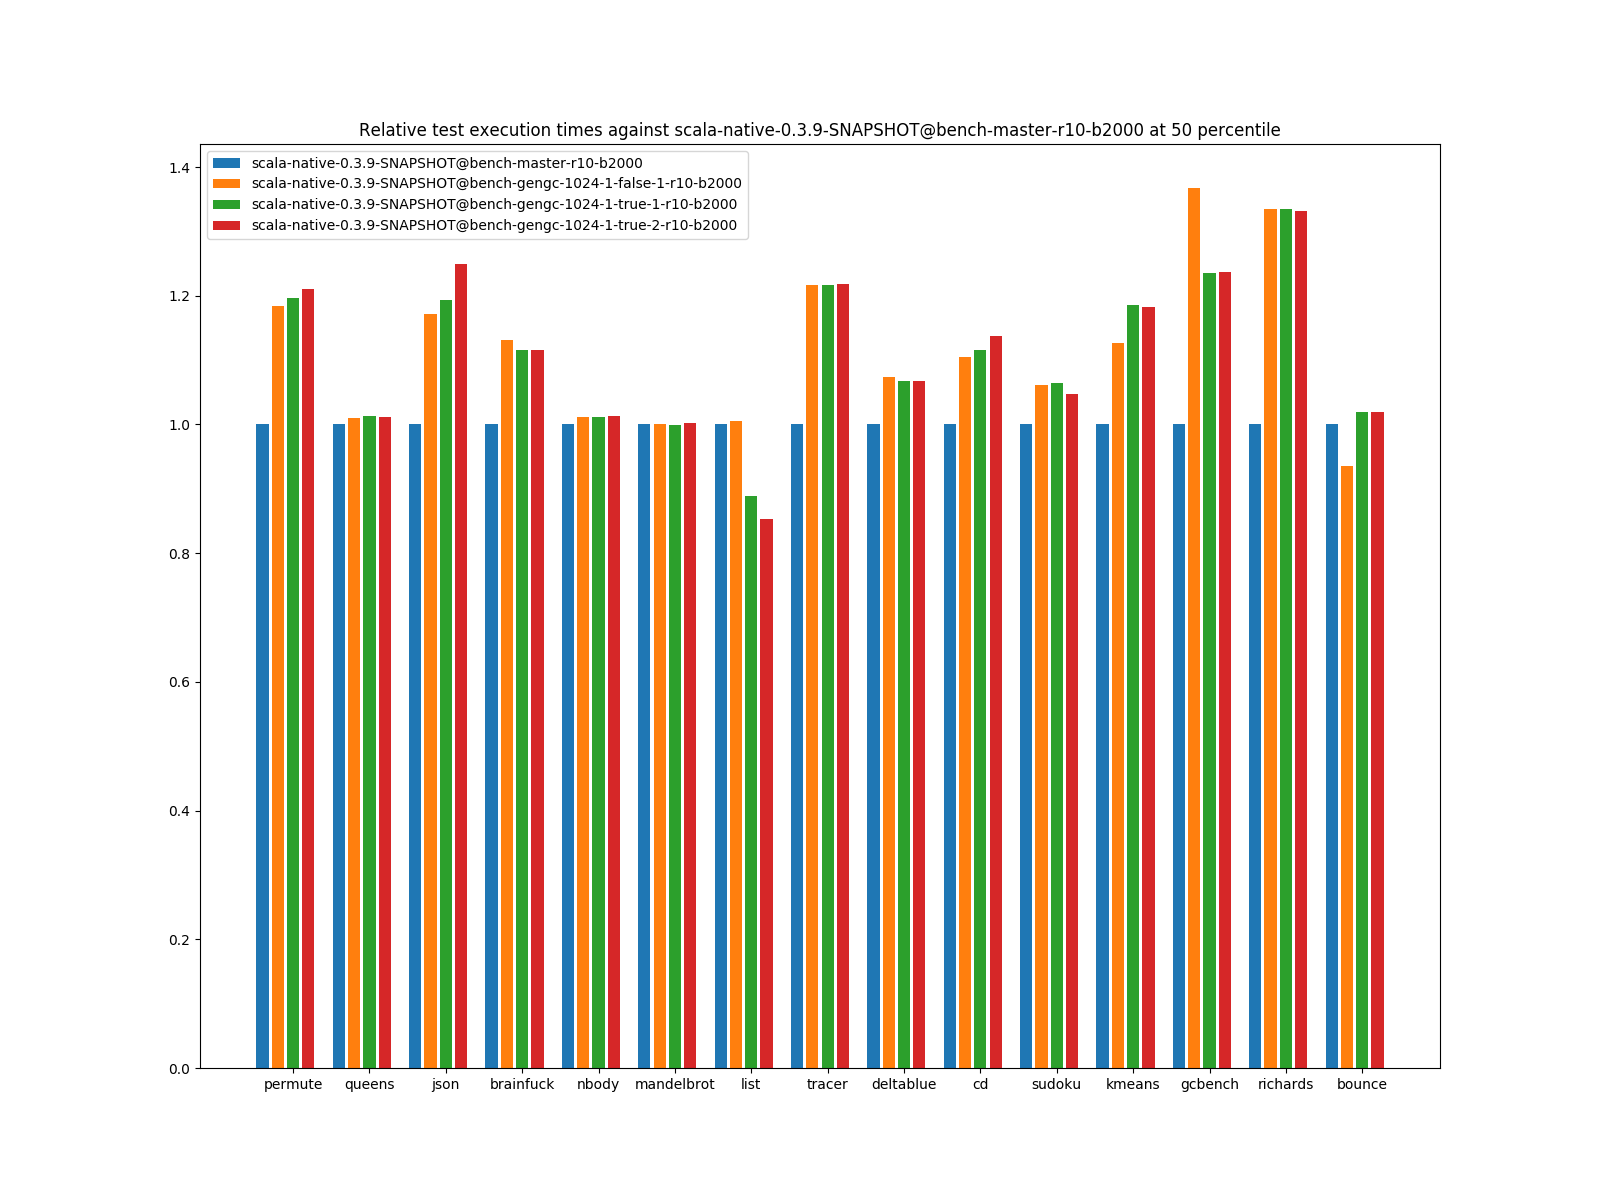 Relative test execution times against scala-native-0.3.9-SNAPSHOT@bench-master-r10-b2000 at 50 percentile
scala-native-0.3.9-SNAPSHOT@bench-master-r10-b2000
scala-native-0.3.9-SNAPSHOT@bench-gengc-1024-1-false-1-r10-b2000
scala-native-0.3.9-SNAPSHOT@bench-gengc-1024-1-true-1-r10-b2000
scala-native-0.3.9-SNAPSHOT@bench-gengc-1024-1-true-2-r10-b2000
1.4
1.2
1.0
0.8
0.6
0.4
0.2
0.0
permute queens json brainfuck nbody mandelbrot list tracer deltablue cd sudoku kmeans gcbench richards bounce